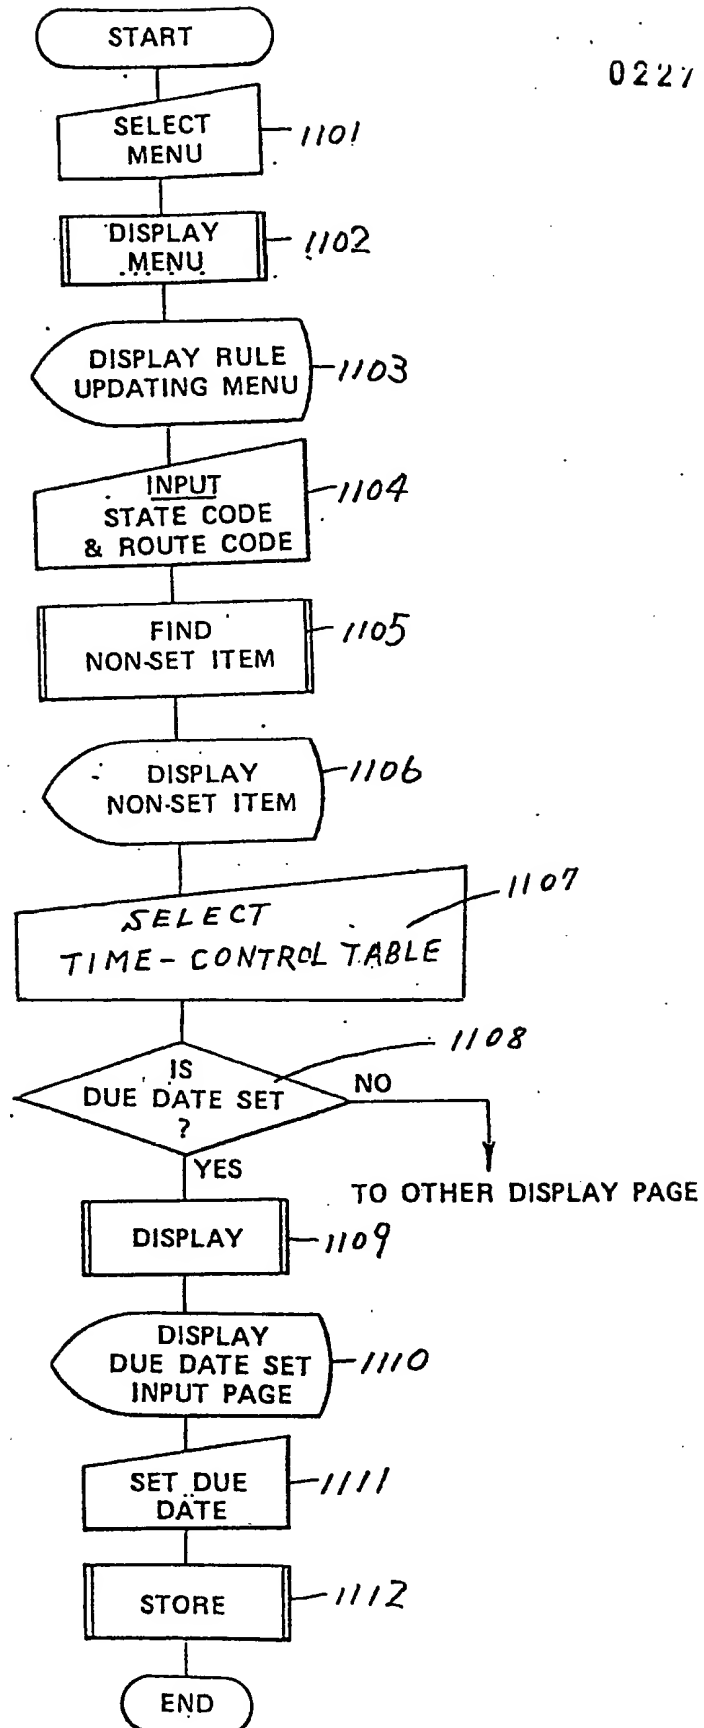 START
0227
SELECT
MENU
1101
DISPLAY
MENU
1102
DISPLAY RULE
UPDATING MENU
1103
INPUT
STATE CODE
& ROUTE CODE
1104
FIND
NON-SET ITEM
1105
DISPLAY
NON-SET ITEM
1106
SELECT
TIME-CONTROL TABLE
1107
IS
DUE DATE SET
?
1108
NO
YES
TO OTHER DISPLAY PAGE
DISPLAY
1109
DISPLAY
DUE DATE SET
INPUT PAGE
1110
SET DUE
DATE
1111
STORE
1112
END